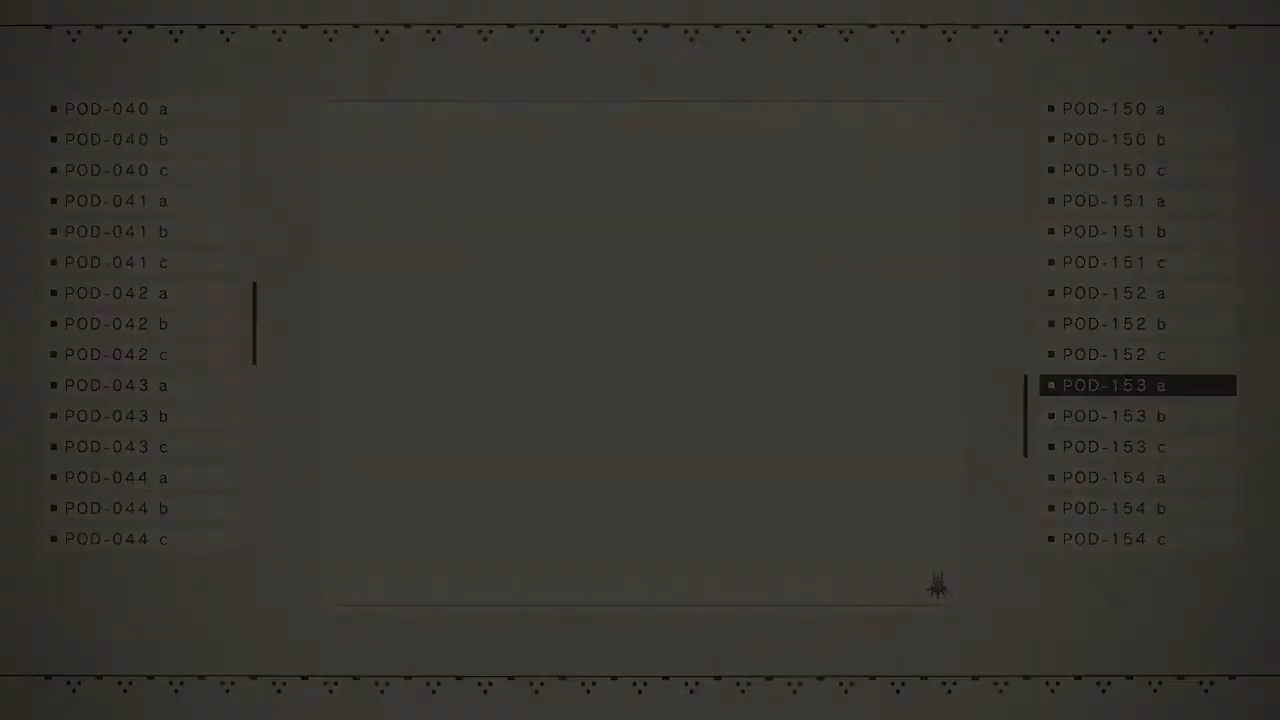 POD-040 a
POD-040 b
POD-040 c
POD-041 a
POD-041 b
POD-041 c
POD-042 a
POD-042 b
POD-042 c
POD-043 a
POD-043 b
POD-043 c
POD-044 a
POD-044 b
POD-044 c
POD-150 a
POD-150 b
POD-150 c
POD-151 a
POD-151 b
POD-151 c
POD-152 a
POD-152 b
POD-152 c
POD-153 a
POD-153 b
POD-153 c
POD-154 a
POD-154 b
POD-154 c